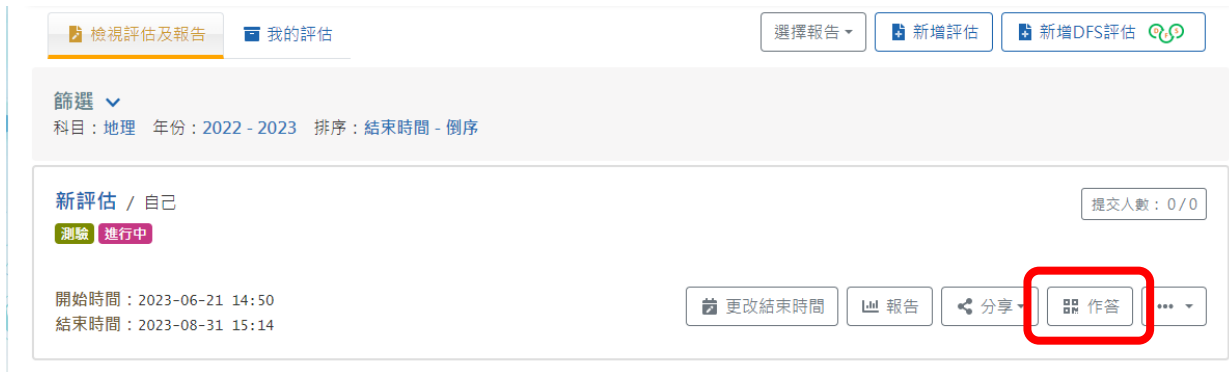 檢視評估及報告 我的評估 選擇報告 新增評估 新增DFS評估 DFS
篩選
科目：地理 年份：2022 - 2023 排序：結束時間 - 倒序
新評估 / 自己 提交人數： 0/0
測驗 進行中
開始時間：2023-06-21 14:50
結束時間：2023-08-31 15:14
更改結束時間 報告 分享 作答 •••